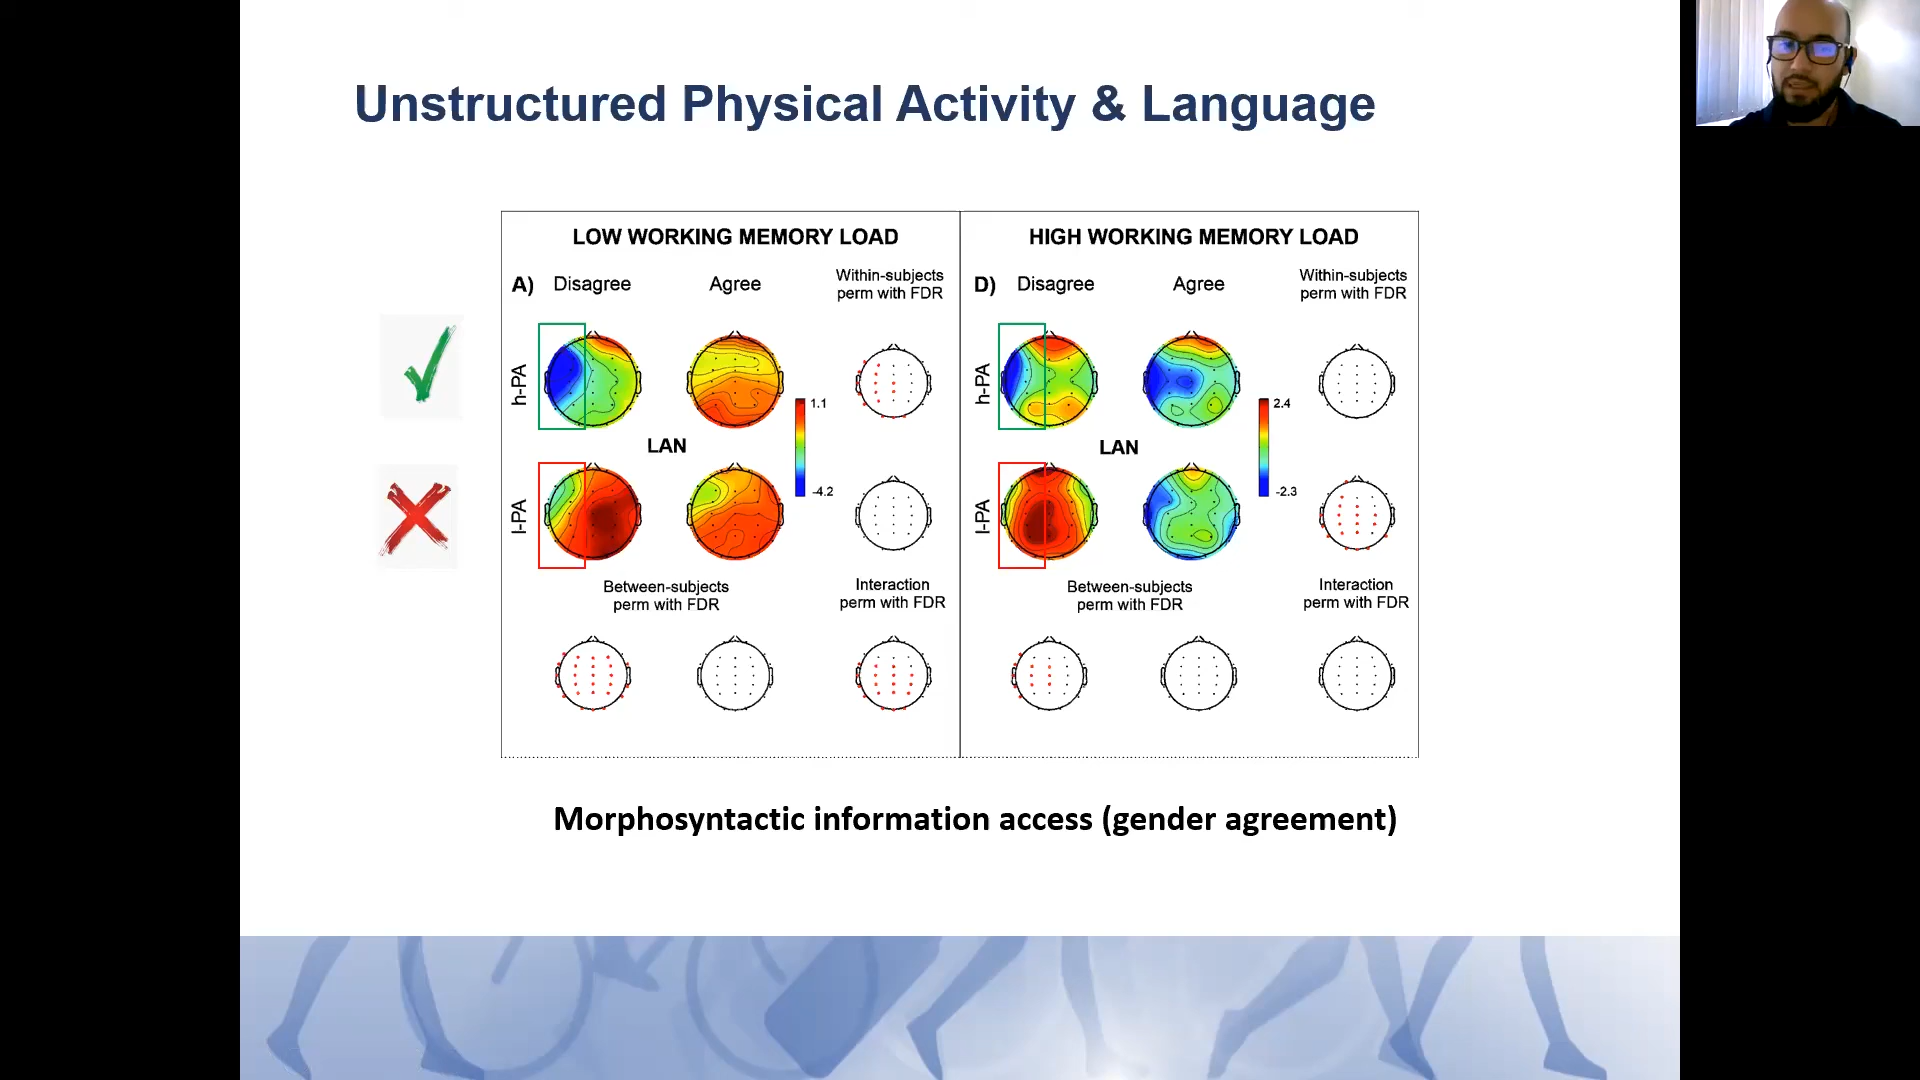 Unstructured Physical Activity & Language
LOW WORKING MEMORY LOAD
A)
Disagree
Agree
Within-subjects
perm with FDR
h-PA
1.1
LAN
-4.2
l-PA
Between-subjects
perm with FDR
Interaction
perm with FDR
HIGH WORKING MEMORY LOAD
D)
Disagree
Agree
Within-subjects
perm with FDR
h-PA
2.4
LAN
-2.3
l-PA
Between-subjects
perm with FDR
Interaction
perm with FDR
Morphosyntactic information access (gender agreement)